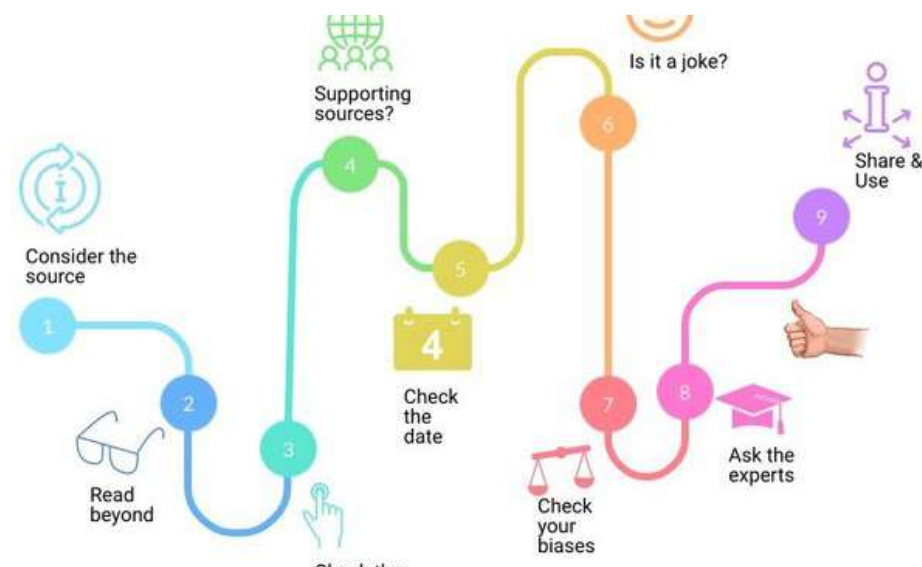 1
Consider the
source
2
Read
beyond
3
4
Supporting
sources?
5
4
Check
the
date
6
Is it a joke?
7
Check
your
biases
8
Ask the
experts
9
Share &
Use